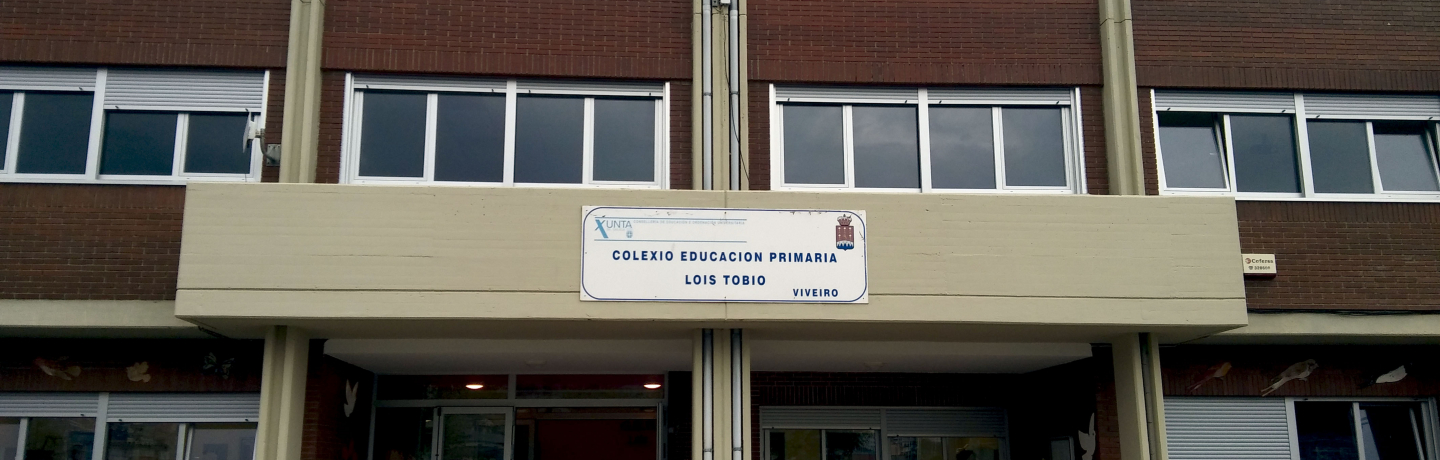 XUNTA
COLEXIO EDUCACION PRIMARIA
LOIS TOBIO
VIVEIRO